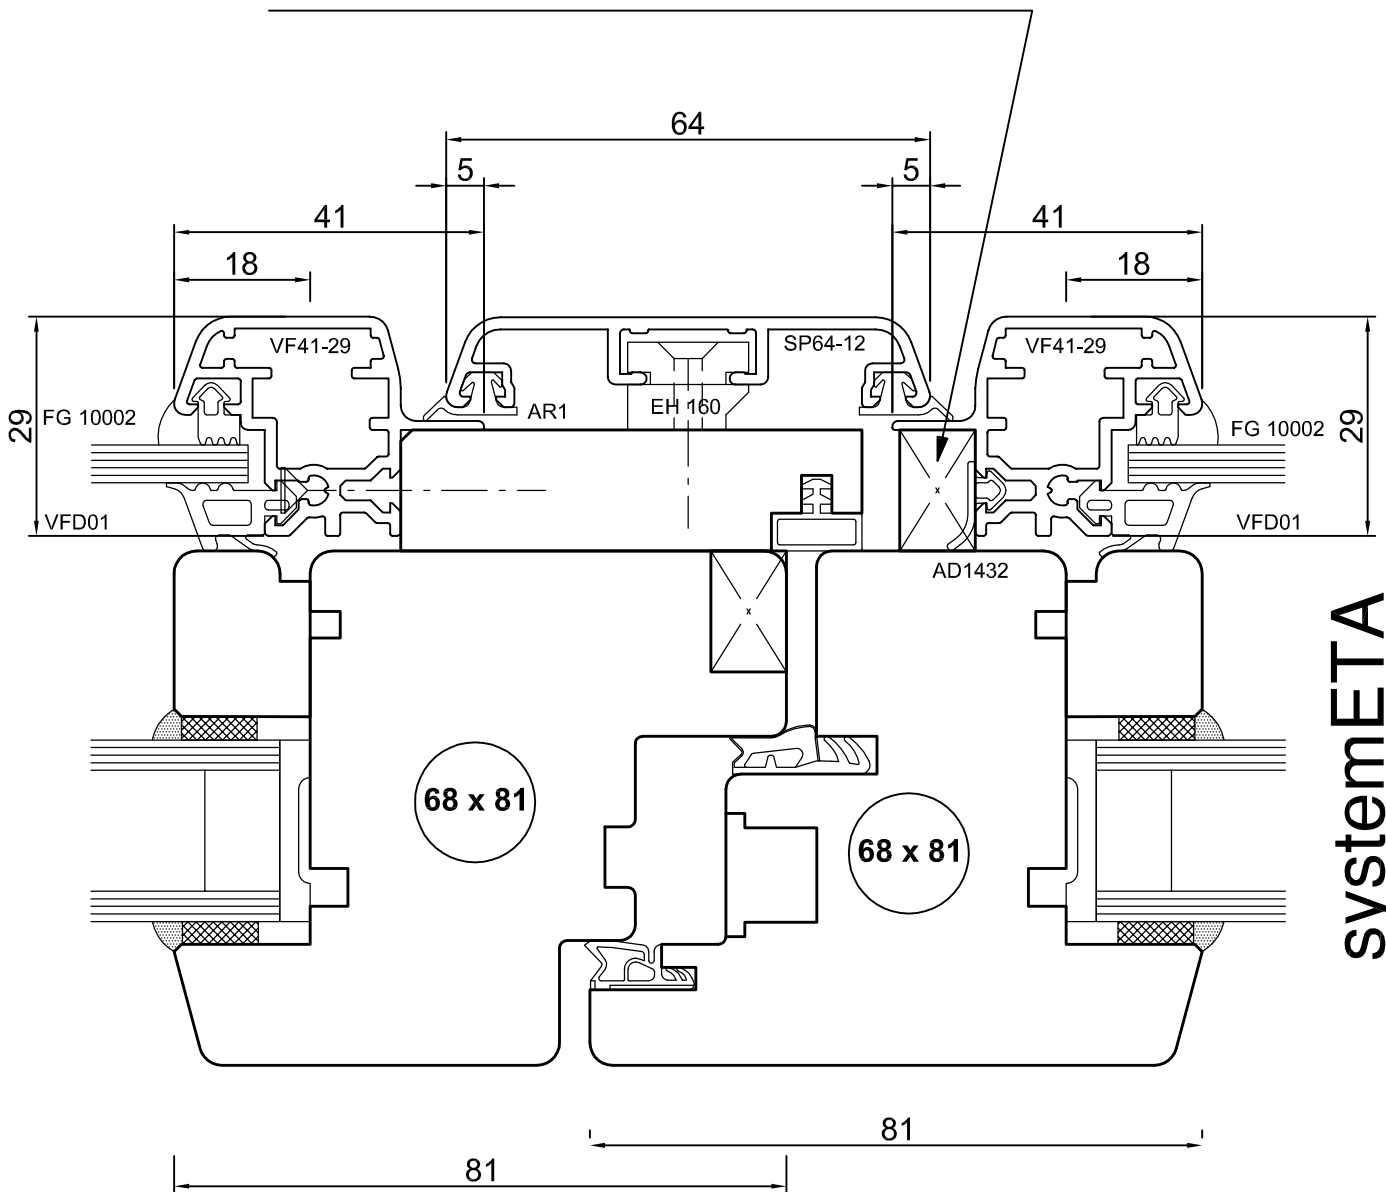 64
5
5
41
41
18
18
VF41-29
SP64-12
VF41-29
AR1
EH 160
FG 10002
FG 10002
29
29
x
VFD01
VFD01
AD1432
x
systemETA
68 x 81
68 x 81
81
81